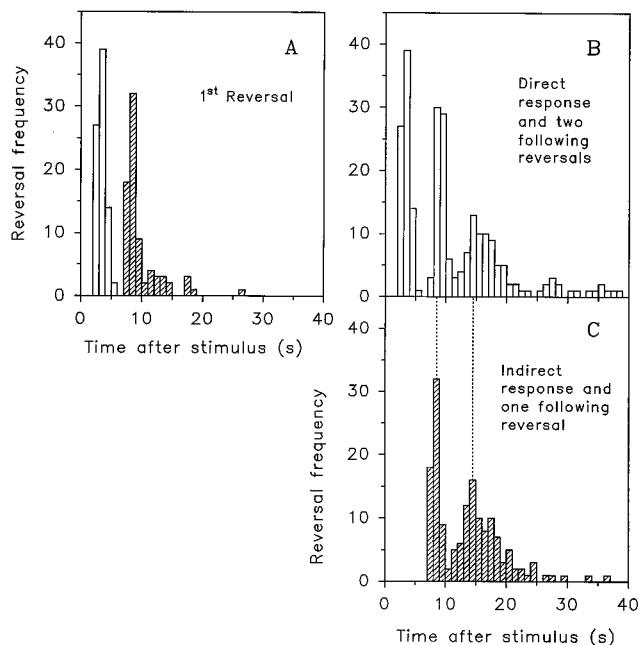 A
1st Reversal
Reversal frequency
40
30
20
10
0
0 10 20 30 40
Time after stimulus (s)
B
Direct
response
and two
following
reversals
40
30
20
10
0
C
Indirect
response and
one following
reversal
Reversal frequency
40
30
20
10
0
0 10 20 30 40
Time after stimulus (s)